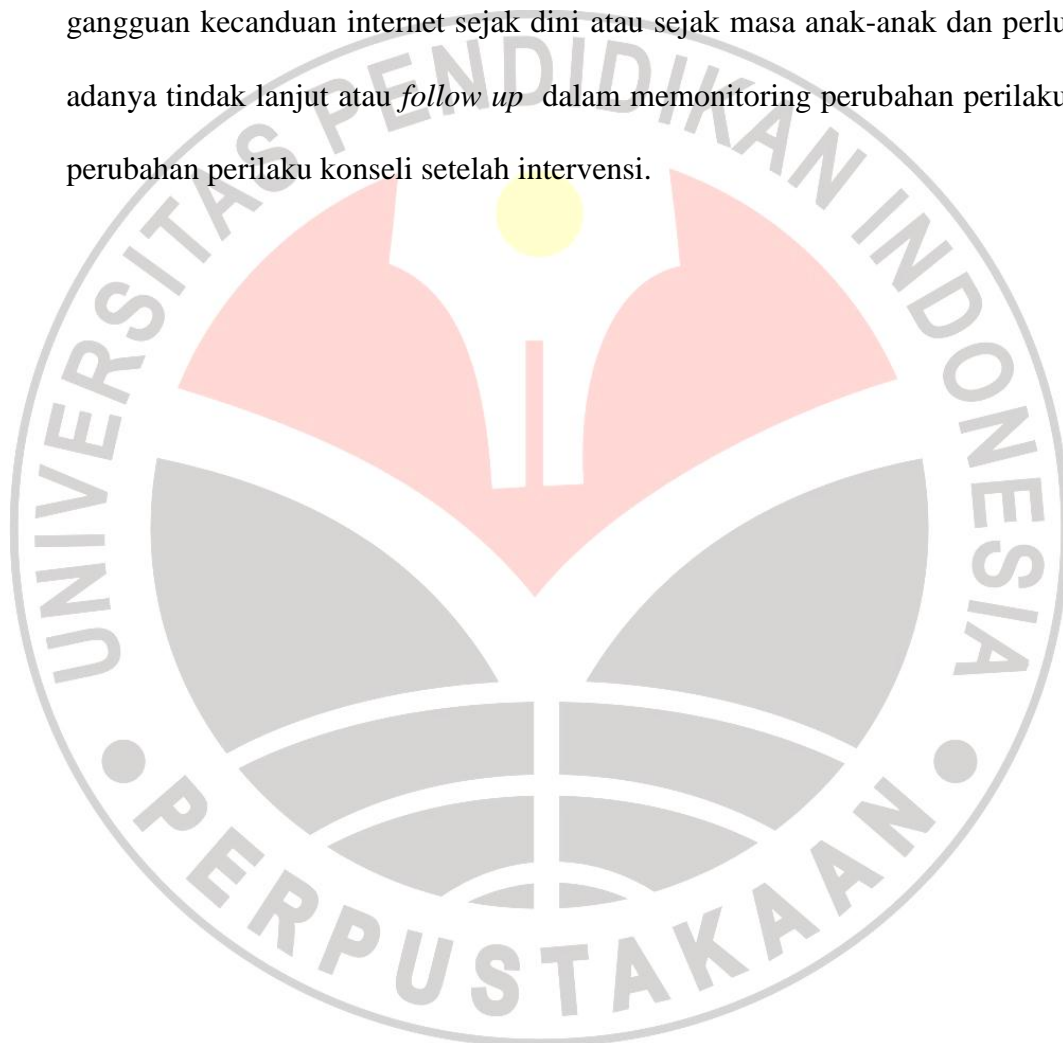 gangguan kecanduan internet sejak dini atau sejak masa anak-anak dan perlu
adanya tindak lanjut atau follow up dalam memonitoring perubahan perilaku
perubahan perilaku konseli setelah intervensi.
UNIVERSITAS PENDIDIKAN INDONESIA
PERPUSTAKAAN